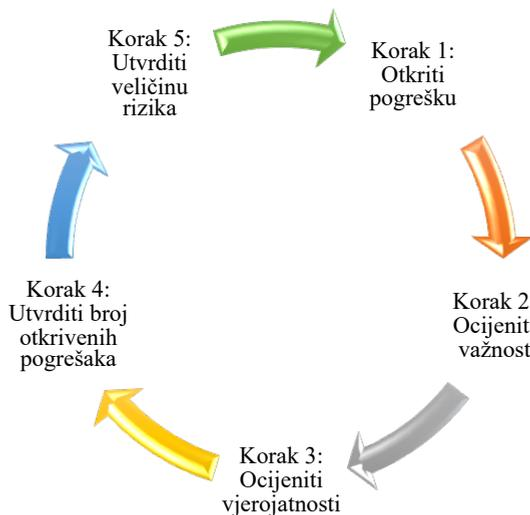 Korak 5:
Utvrditi
veličinu
rizika
Korak 1:
Otkriti
pogrešku
Korak 2
Ocijenit
važnost
Korak 4:
Utvrditi broj
otkrivenih
pogrešaka
Korak 3:
Ocijeniti
vjerojatnosti